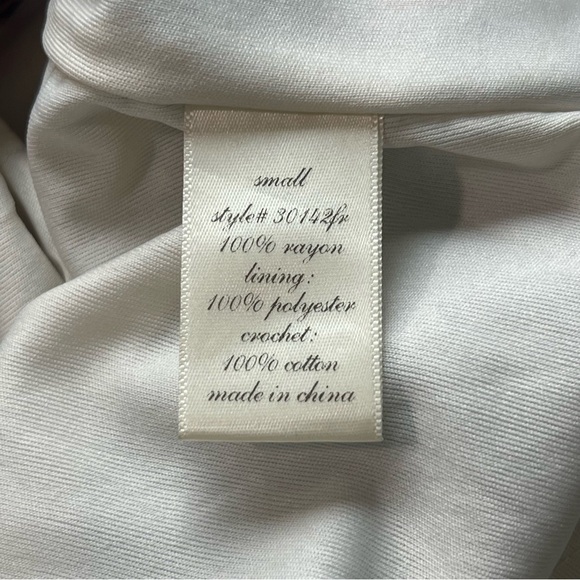 small
style# 30142fr
100% rayon
lining:
100% polyester
crochet:
100% cotton
made in china